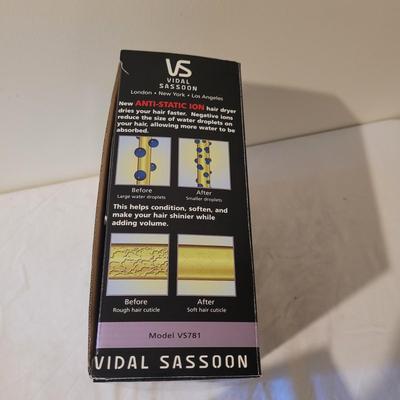 VS
VIDAL
SASSOON
London • New York • Los Angeles
New ANTI-STATIC ION hair dryer
dries your hair faster. Negative ions
reduce the size of water droplets on
your hair, allowing more water to be
absorbed.
Before After
Large water droplets Smaller droplets
This helps condition, soften, and
make your hair shinier while
adding volume.
Before After
Rough hair cuticle Soft hair cuticle
Model VS781
VIDAL SASSOON